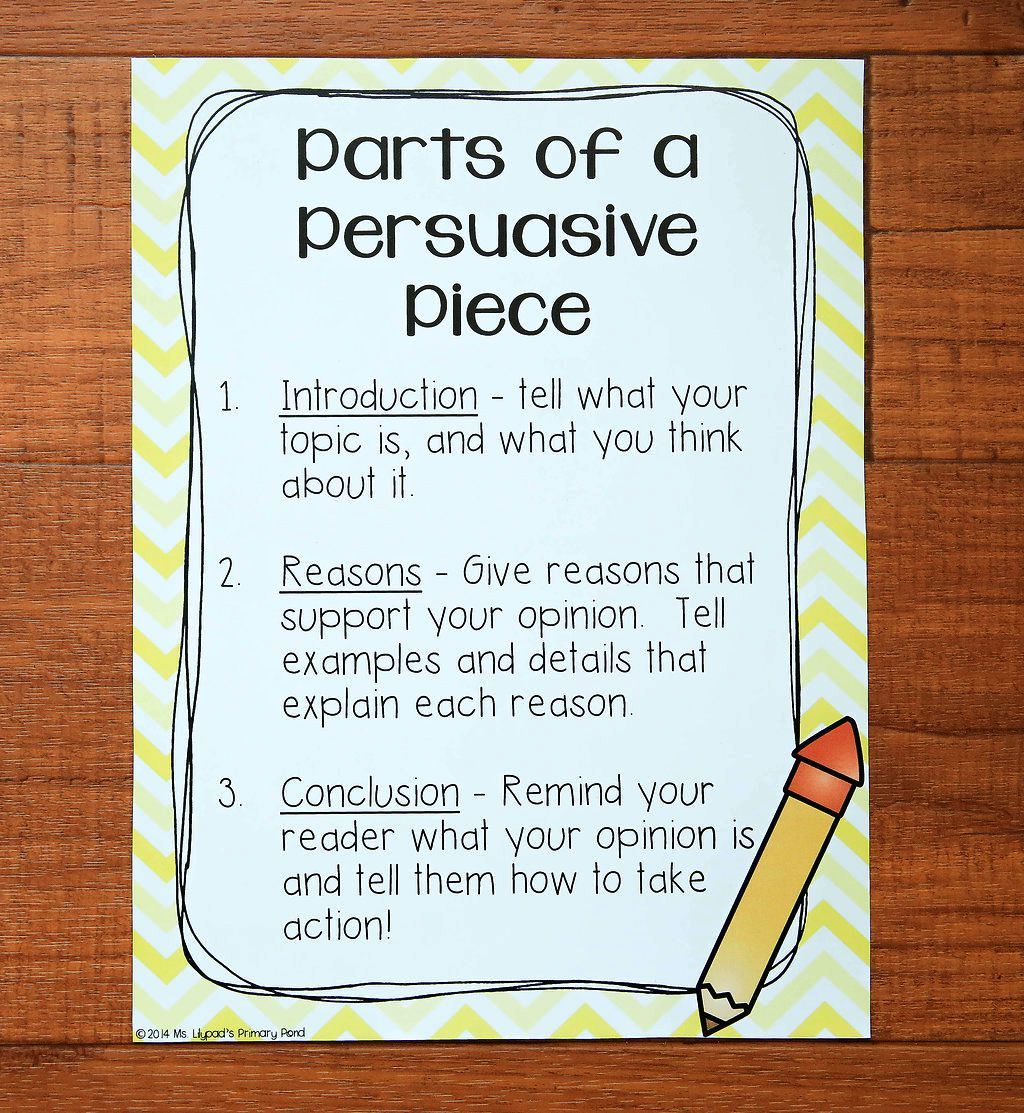 Parts of a
Persuasive
Piece
1. Introduction - tell what your
topic is, and what you think
about it.
2. Reasons - Give reasons that
support your opinion. Tell
examples and details that
explain each reason.
3. Conclusion - Remind your
reader what your opinion is
and tell them how to take
action!
©2014 Ms. Lilypad's Primary Pond